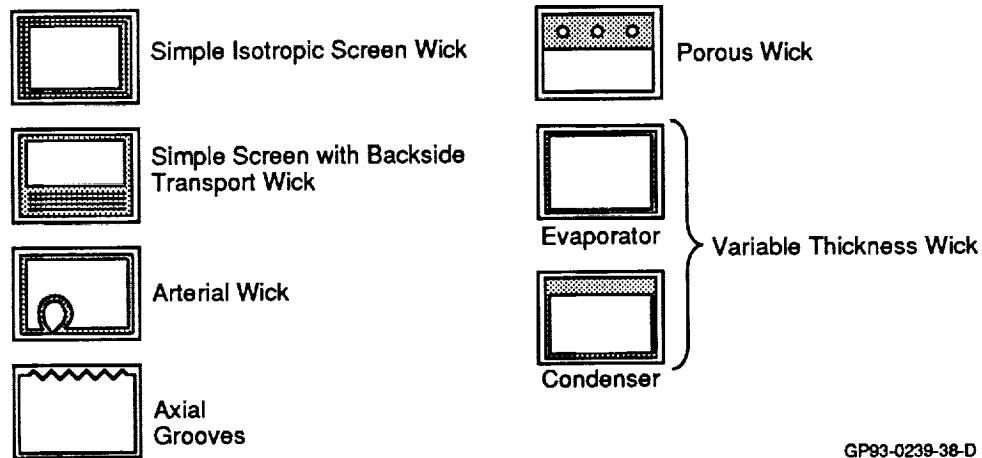 Simple Isotropic Screen Wick
Simple Screen with Backside
Transport Wick
Arterial Wick
Axial
Grooves
Porous Wick
Evaporator
Condenser
Variable Thickness Wick
GP93-0239-38-D